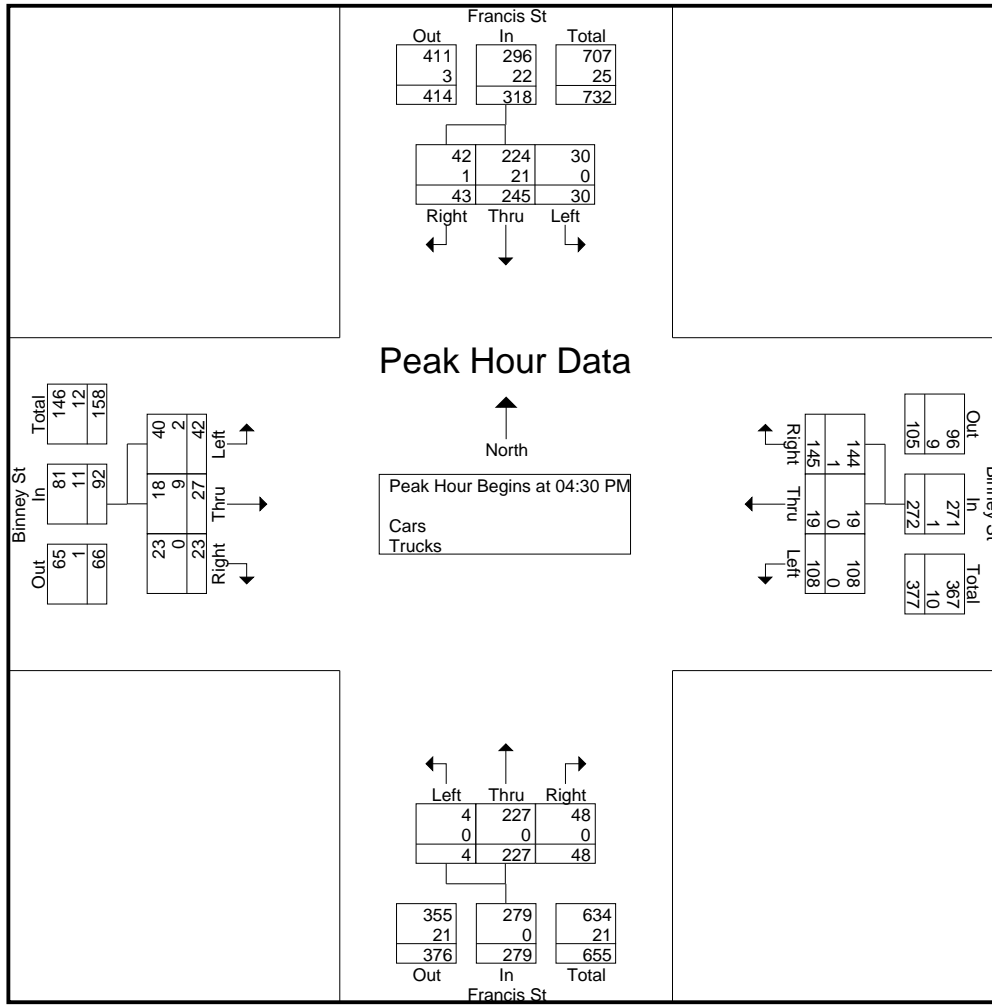 Francis St
Out In Total
411 296 707
3 22 25
414 318 732
42 224 30
1 21 0
43 245 30
Right Thru Left
Peak Hour Data
North
Peak Hour Begins at 04:30 PM
Cars
Trucks
Binney St
Total In Out
146 81 65
12 11 1
158 92 66
40 18 23
2 9 0
42 27 23
Left Thru Right
Binney St
Out In Total
96 271 367
9 1 10
105 272 377
144 19 108
1 0 0
145 19 108
Right Thru Left
Left Thru Right
4 227 48
0 0 0
4 227 48
355 279 634
21 0 21
376 279 655
Out In Total
Francis St